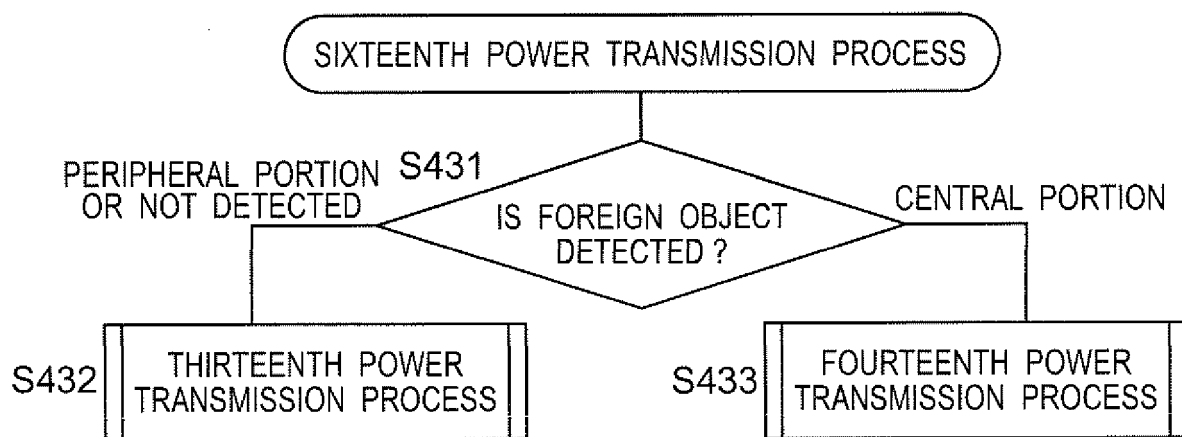 SIXTEENTH POWER TRANSMISSION PROCESS
PERIPHERAL PORTION
OR NOT DETECTED
S431
IS FOREIGN OBJECT
DETECTED ?
CENTRAL PORTION
S432
THIRTEENTH POWER
TRANSMISSION PROCESS
S433
FOURTEENTH POWER
TRANSMISSION PROCESS